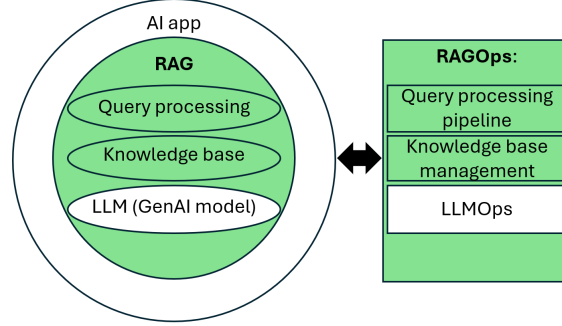 AI app
RAG
Query processing
Knowledge base
LLM (GenAI model)
RAGOps:
Query processing
pipeline
Knowledge base
management
LLMOps